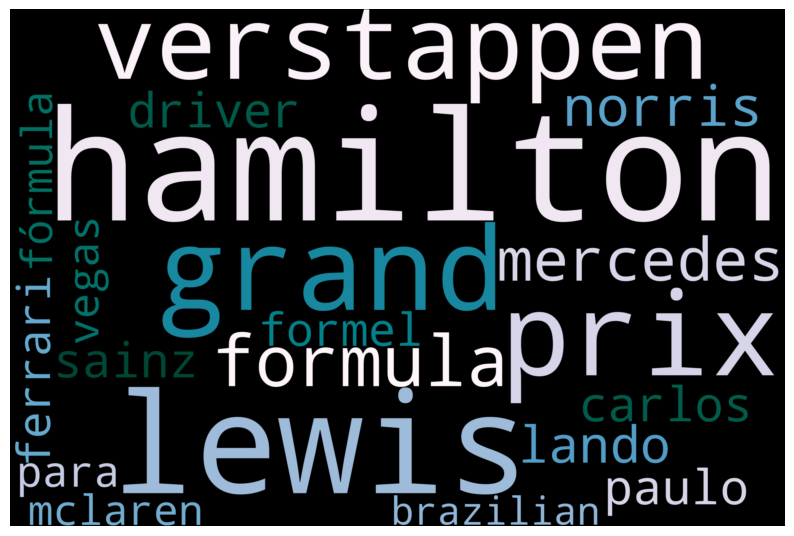 verstappen
driver
norris
fórmula
hamilton
vegas
grand
mercedes
ferrari
formel
prix
sainz
formula
carlos
lewis
lando
para
paulo
mclaren
brazilian